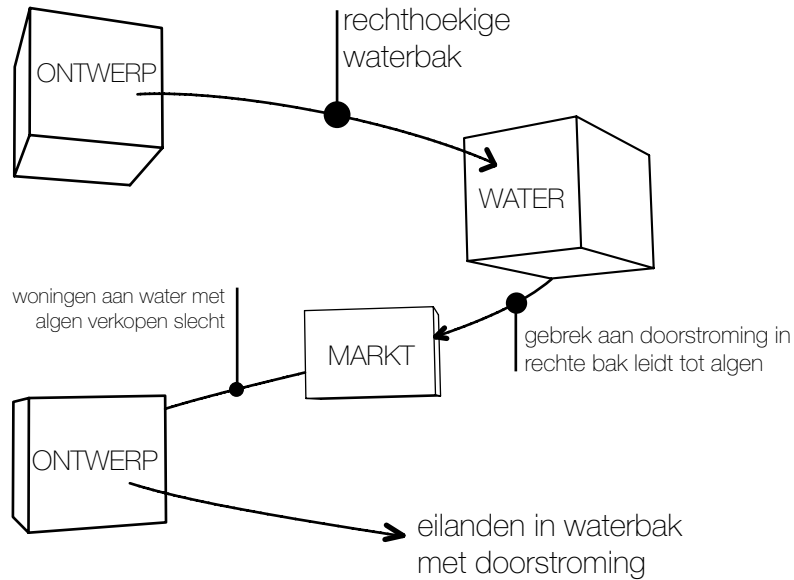 ONTWERP
rechthoekige
waterbak
WATER
gebrek aan doorstroming in
rechte bak leidt tot algen
MARKT
woningen aan water met
algen verkopen slecht
ONTWERP
eilanden in waterbak
met doorstroming